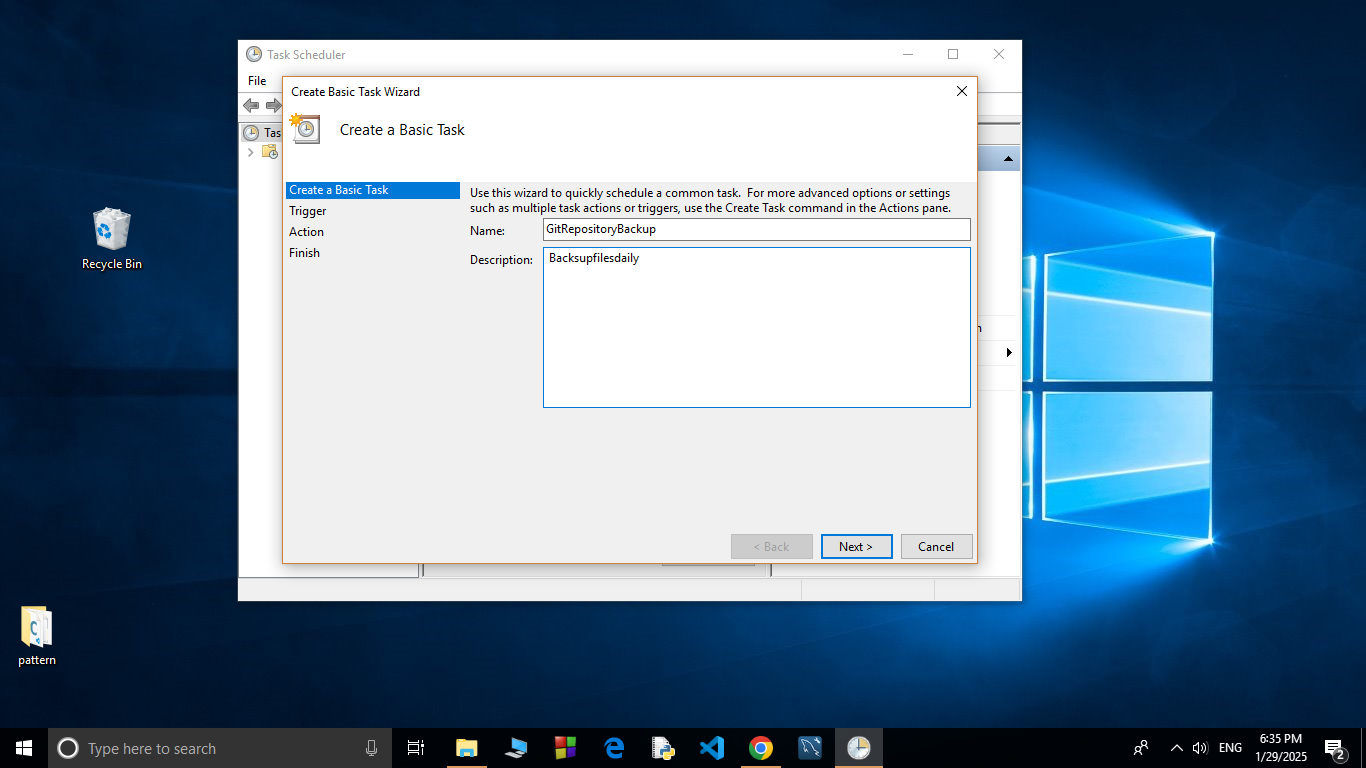 Task Scheduler
File
Create Basic Task Wizard
Create a Basic Task
Create a Basic Task
Trigger
Action
Finish
Use this wizard to quickly schedule a common task. For more advanced options or settings
such as multiple task actions or triggers, use the Create Task command in the Actions pane.
Name:
GitRepositoryBackup
Description:
Backsupfilesdaily
< Back
Next >
Cancel
Recycle Bin
pattern
Type here to search
ENG
6:35 PM
1/29/2025
2